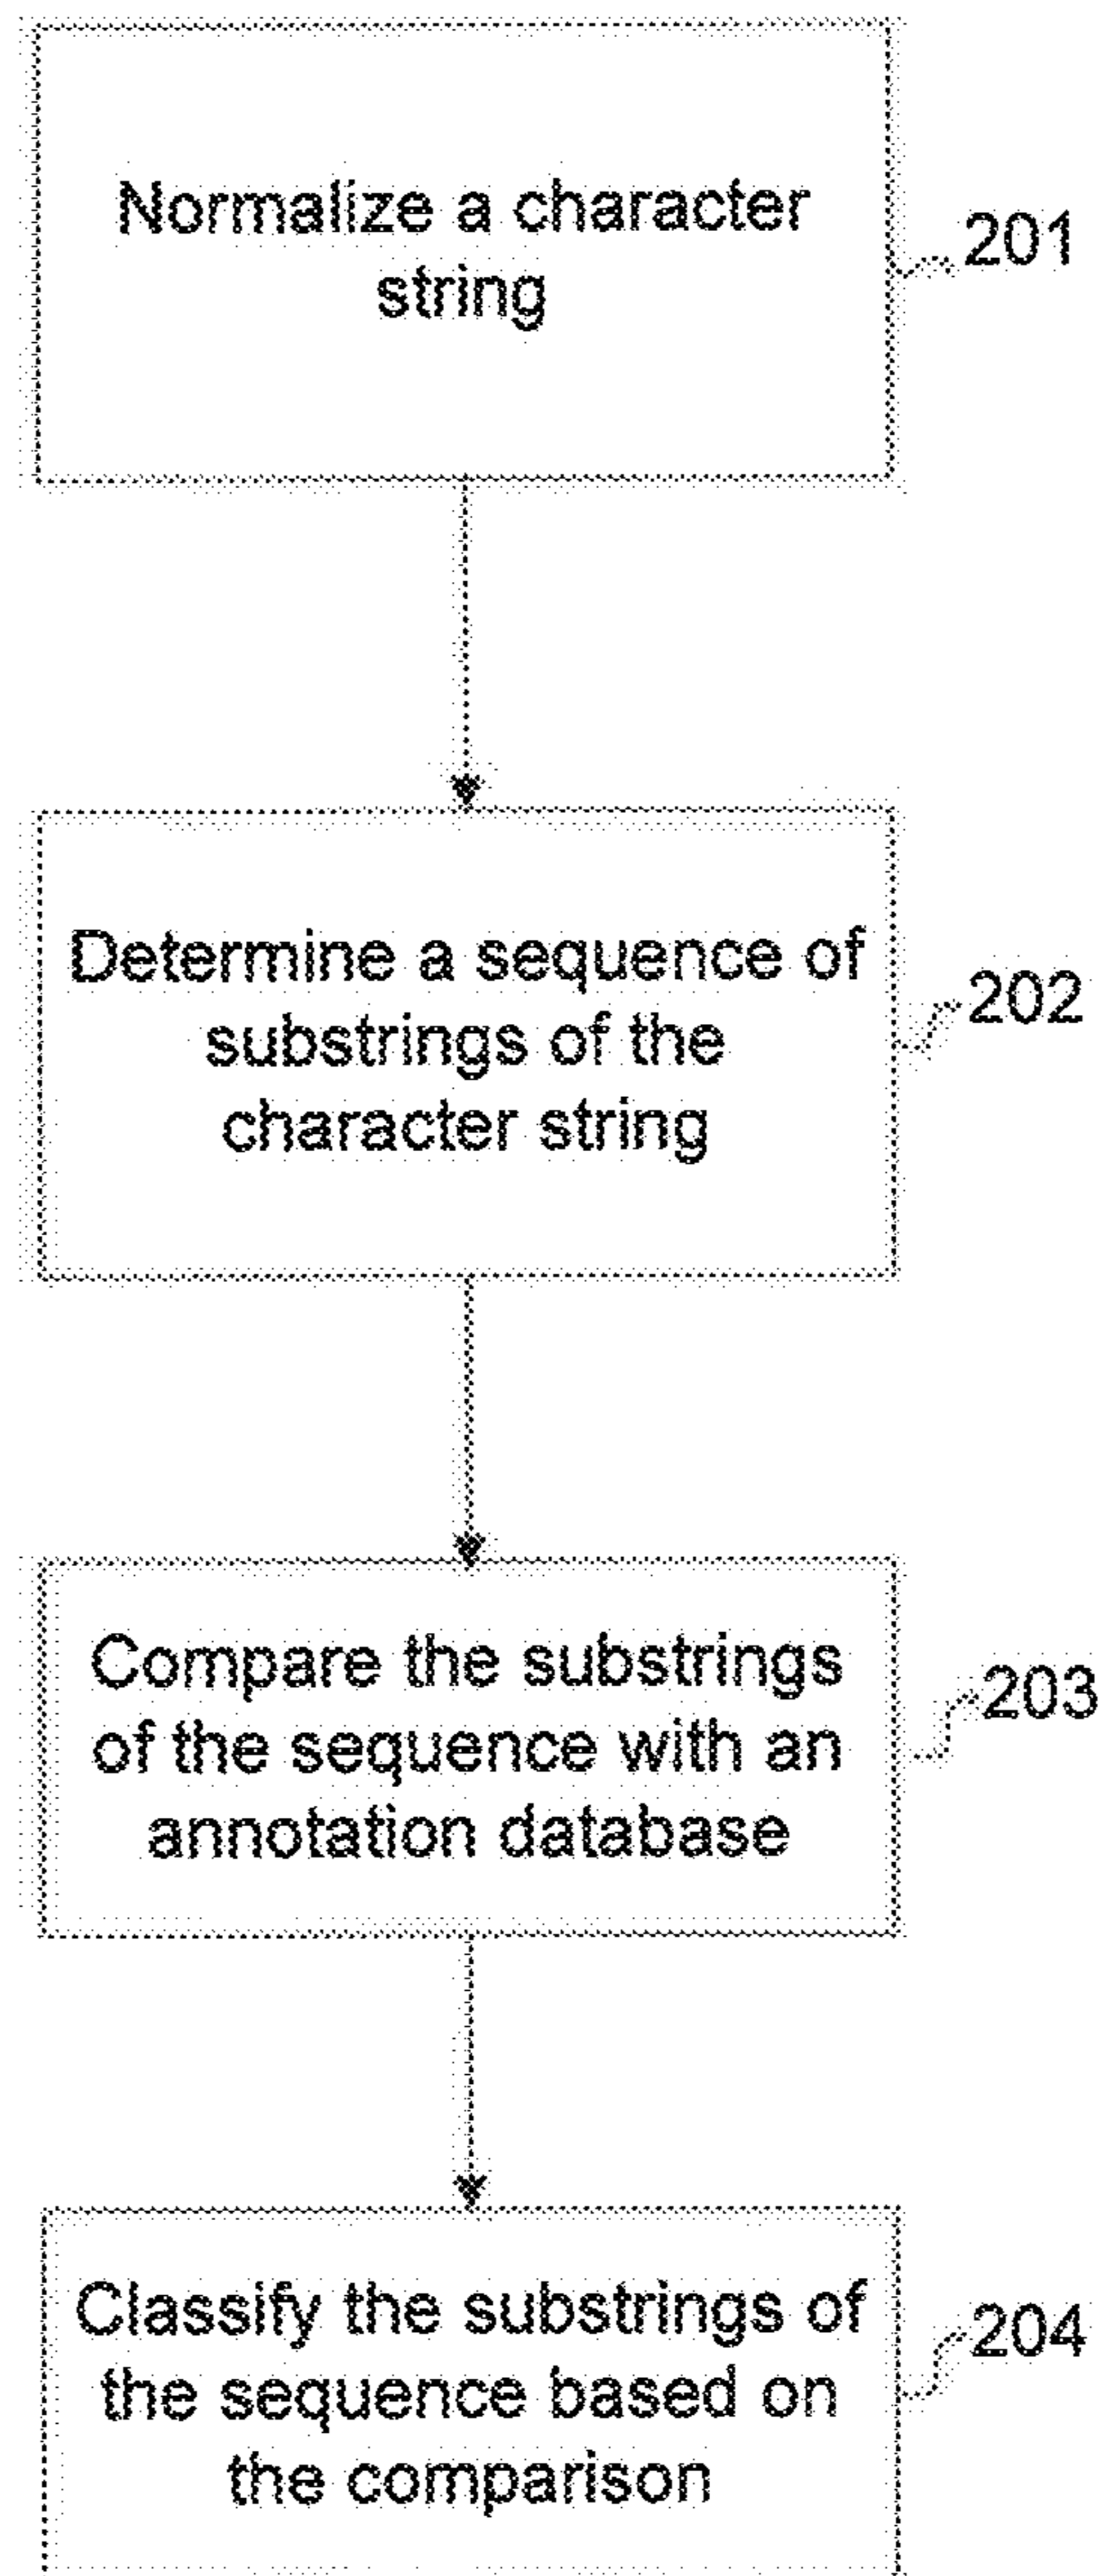 Normalize a character
string
201
Determine a sequence of
substrings of the
character string
202
Compare the substrings
of the sequence with an
annotation database
203
Classify the substrings of
the sequence based on
the comparison
204